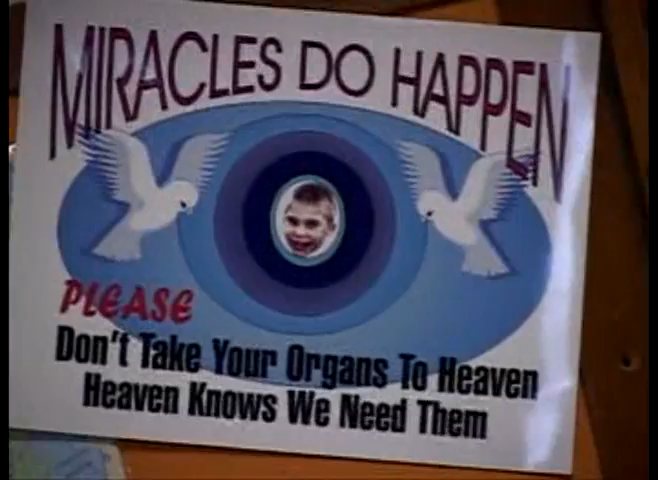 MIRACLES DO HAPPEN
PLEASE
Don't Take Your Organs To Heaven
Heaven Knows We Need Them